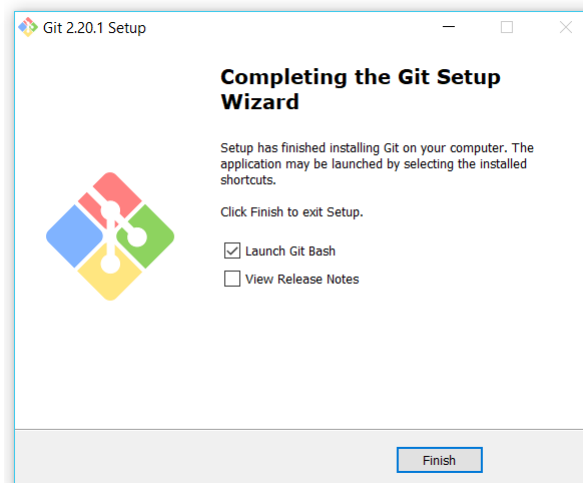 Git 2.20.1 Setup
Completing the Git Setup
Wizard
Setup has finished installing Git on your computer. The
application may be launched by selecting the installed
shortcuts.
Click Finish to exit Setup.
Launch Git Bash
View Release Notes
Finish